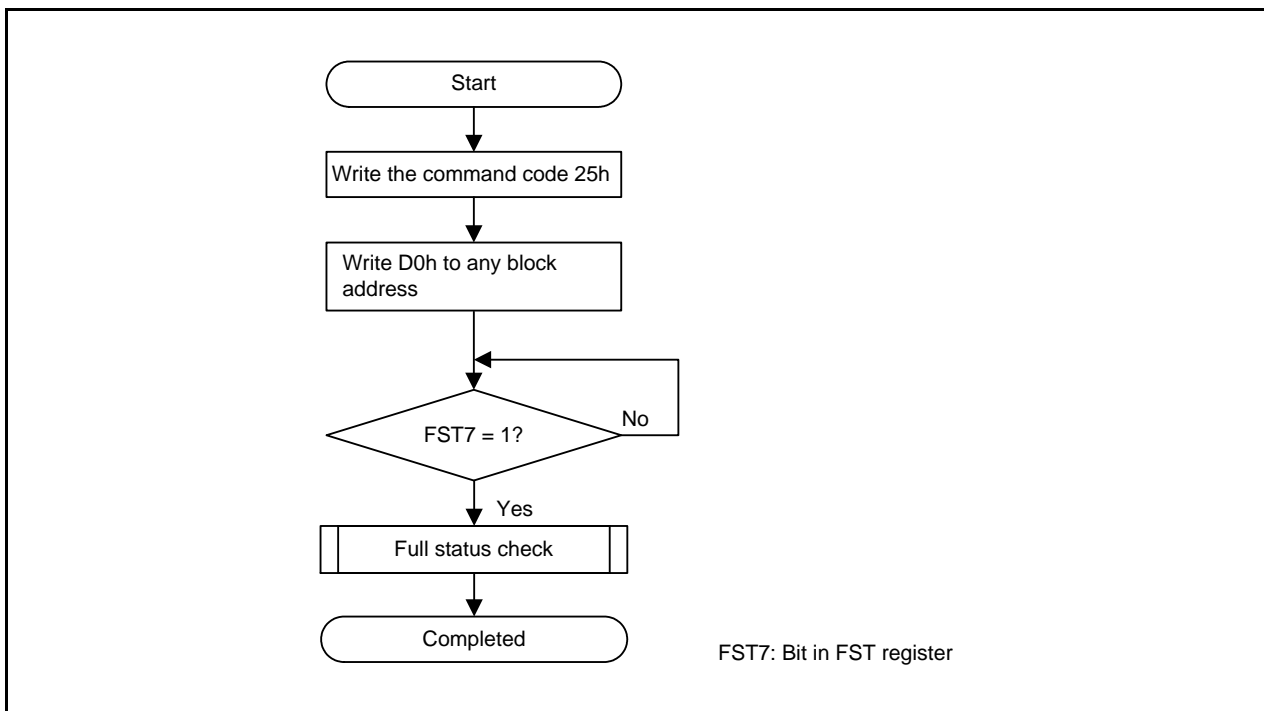 Start
Write the command code 25h
Write D0h to any block
address
FST7 = 1?
No
Yes
Full status check
Completed
FST7: Bit in FST register